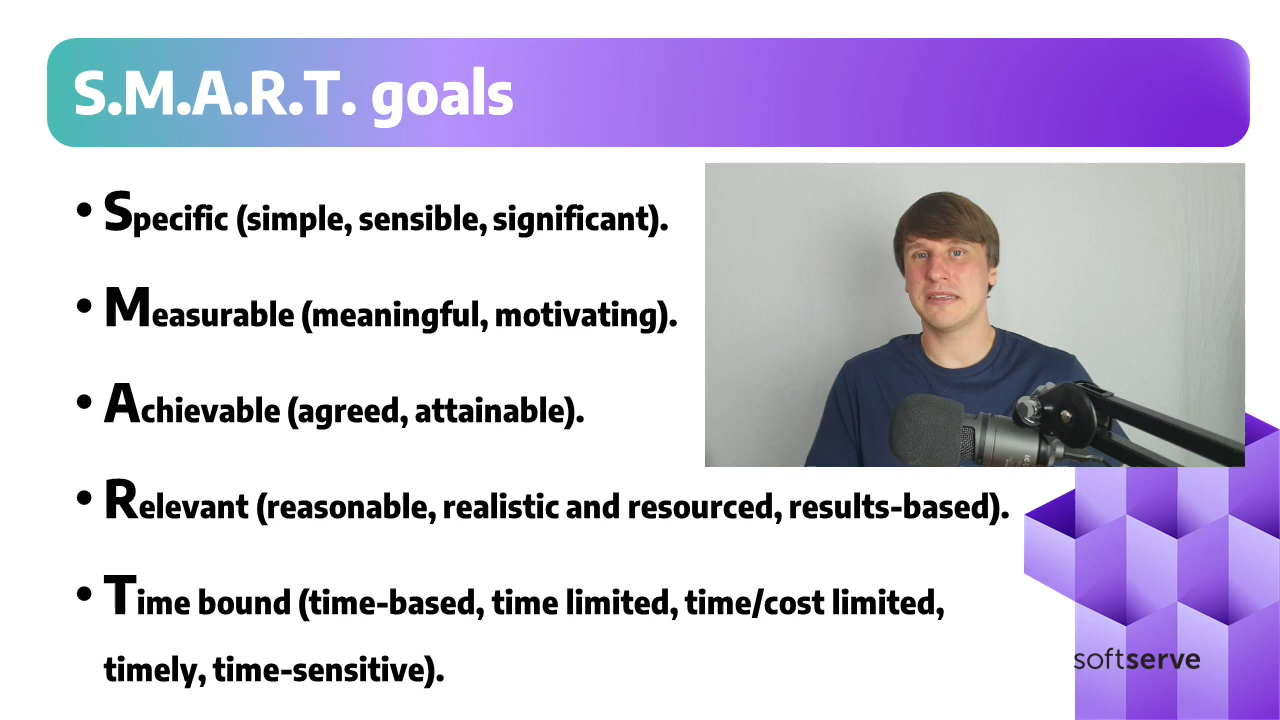 S.M.A.R.T. goals
• Specific (simple, sensible, significant).
• Measurable (meaningful, motivating).
• Achievable (agreed, attainable).
• Relevant (reasonable, realistic and resourced, results-based).
• Time bound (time-based, time limited, time/cost limited,
timely, time-sensitive).
softserve